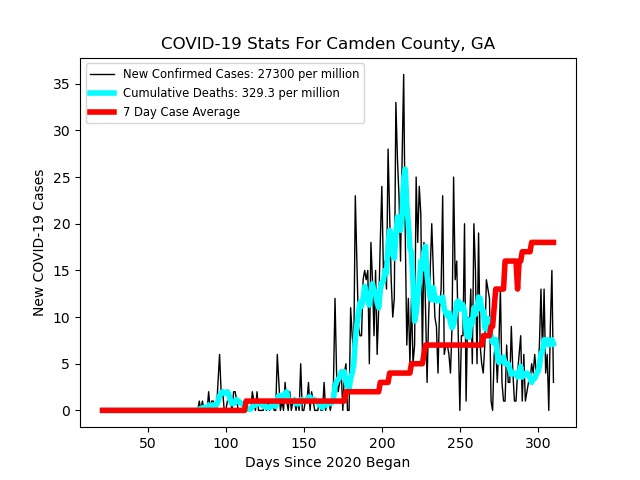 COVID-19 Stats For Camden County, GA
New Confirmed Cases: 27300 per million
Cumulative Deaths: 329.3 per million
7 Day Case Average
New COVID-19 Cases
35
30
25
20
15
10
5
0
50 100 150 200 250 300
Days Since 2020 Began